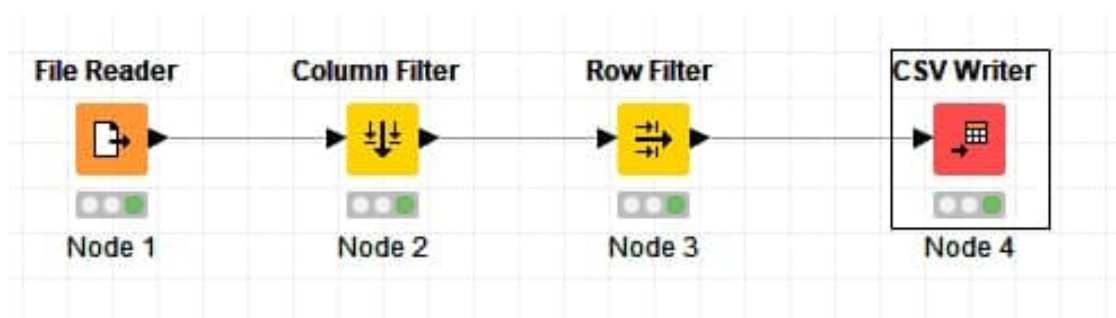 File Reader
Column Filter
Row Filter
CSV Writer
Node 1
Node 2
Node 3
Node 4